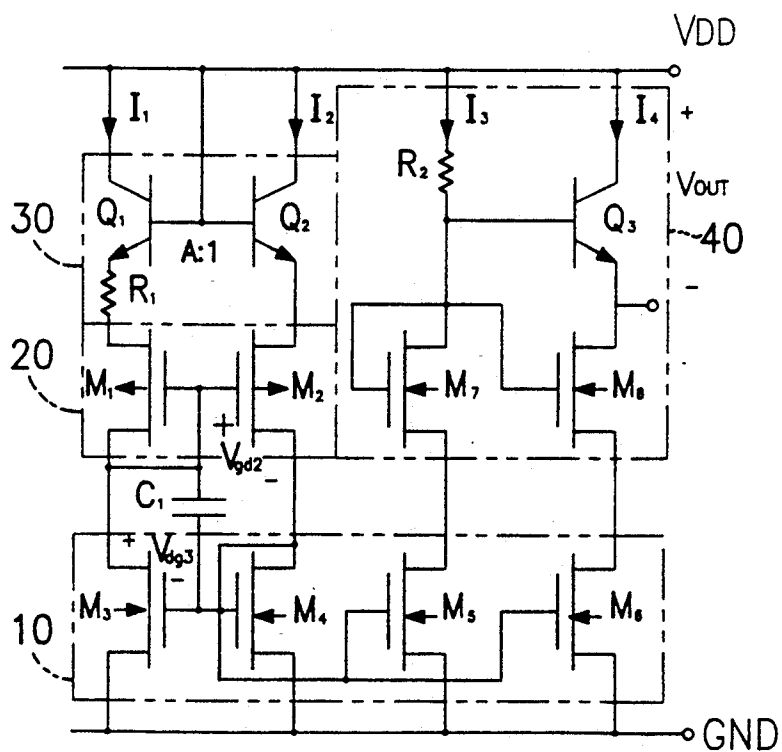 VDD
I₁ I₂ I₃ I₄ +
R₂ VOUT
30 Q₁ Q₂ Q₃ 40
A:1
R₁ -
20 M₁ M₂ M₇ M₈
+
Vgd2
-
C₁
+ Vdg3
-
10 M₃ M₄ M₅ M₆
GND